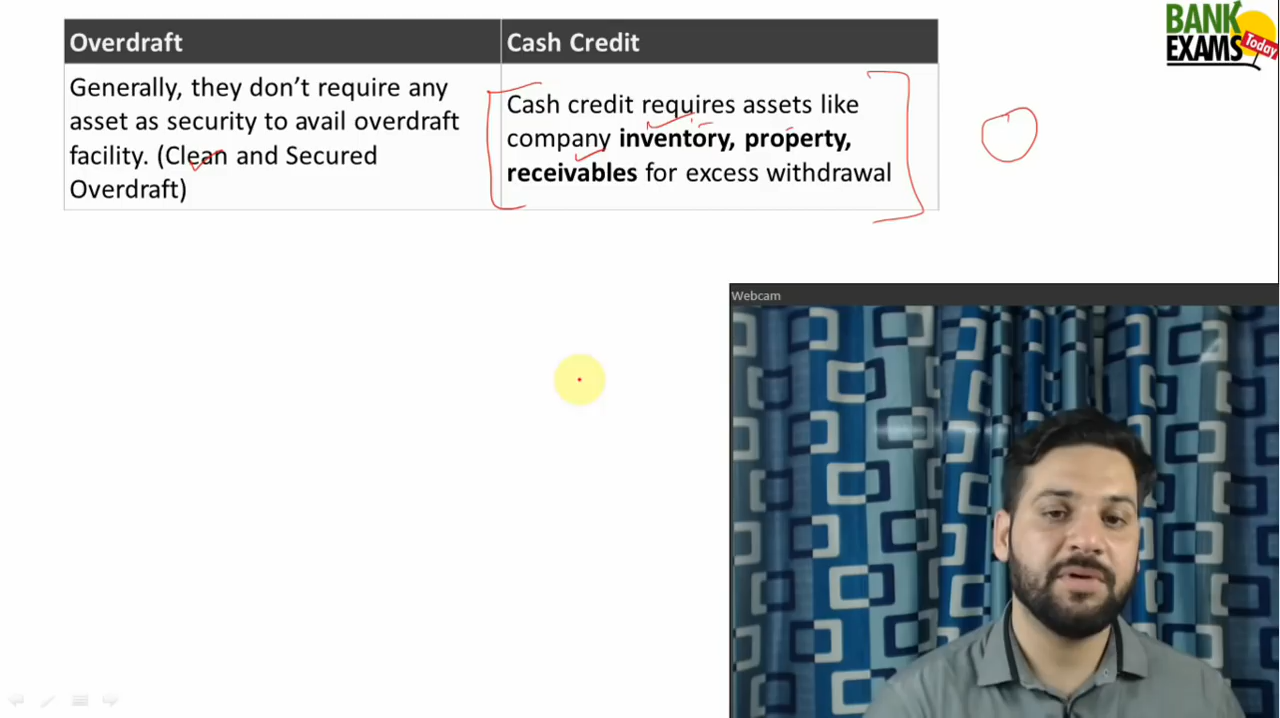 Overdraft
Cash Credit
BANK
EXAMS
Today
Generally, they don’t require any
asset as security to avail overdraft
facility. (Clean and Secured
Overdraft)
Cash credit requires assets like
company inventory, property,
receivables for excess withdrawal
Webcam